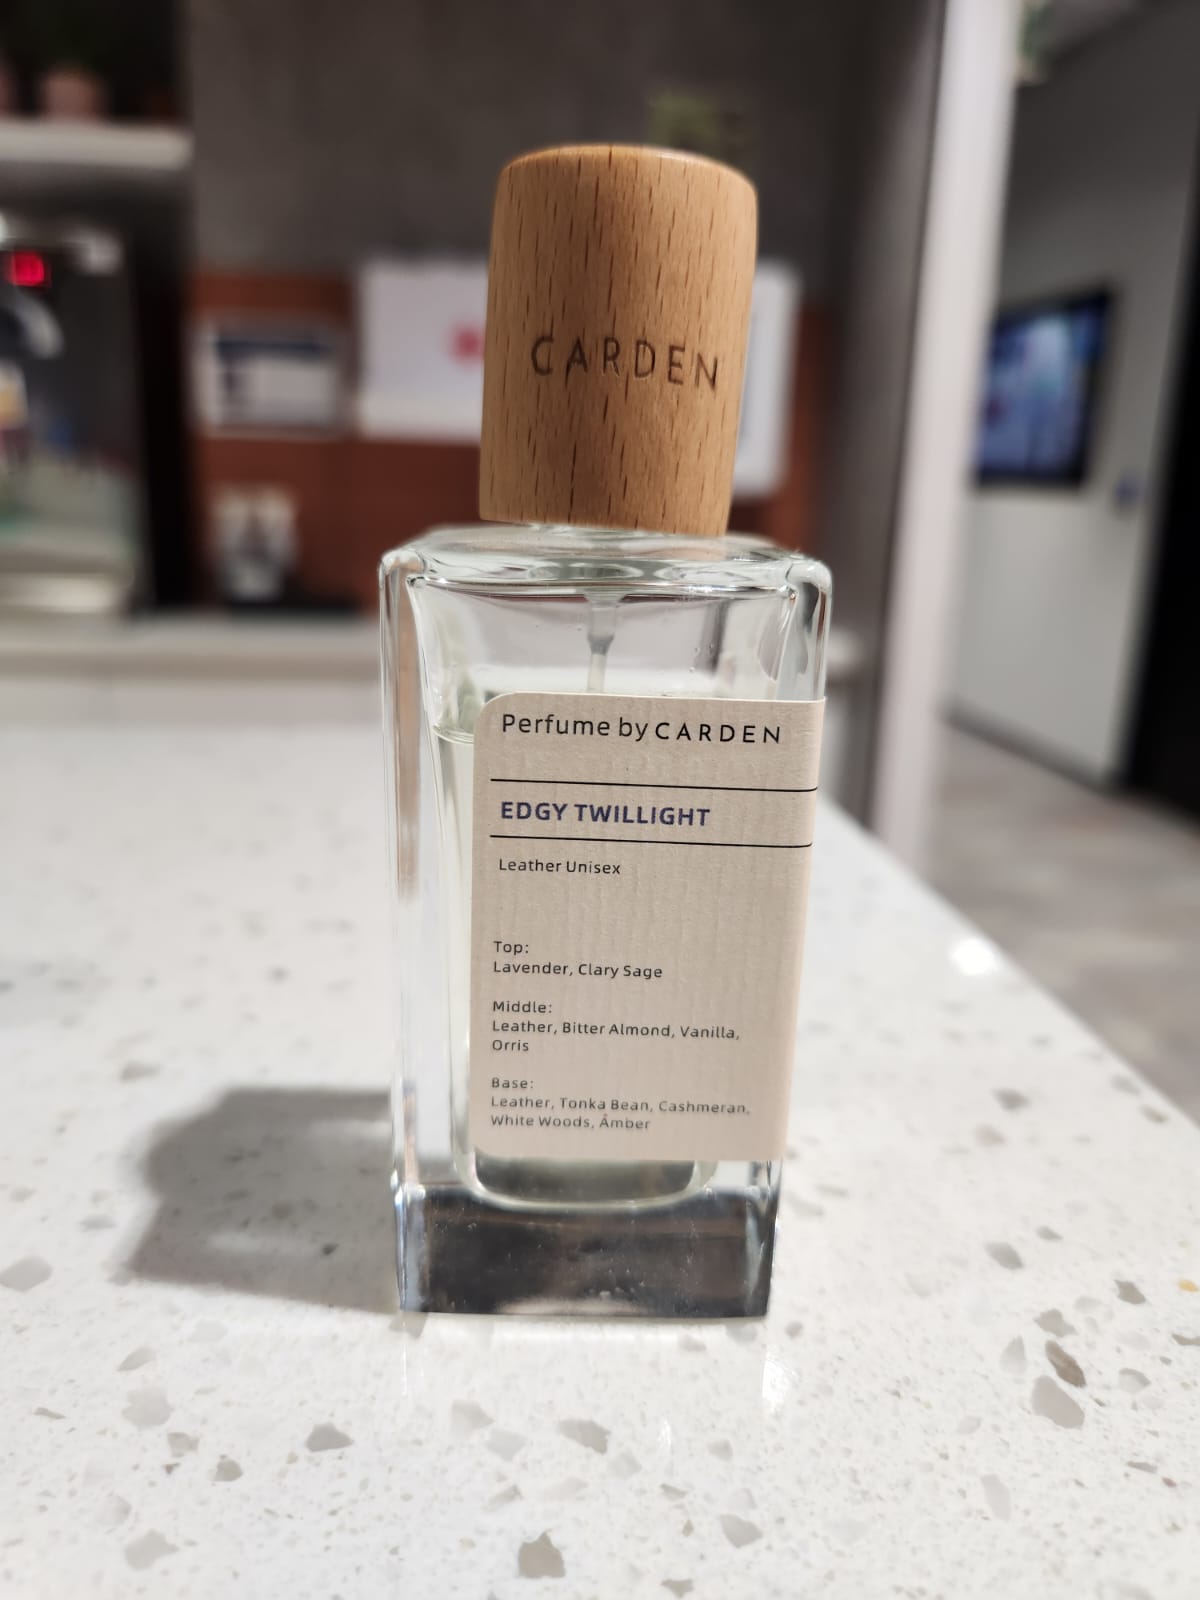 CARDEN
Perfume by CARDEN
EDGY TWILLIGHT
Leather Unisex
Top:
Lavender, Clary Sage
Middle:
Leather, Bitter Almond, Vanilla,
Orris
Base:
Leather, Tonka Bean, Cashmeran,
White Woods, Amber